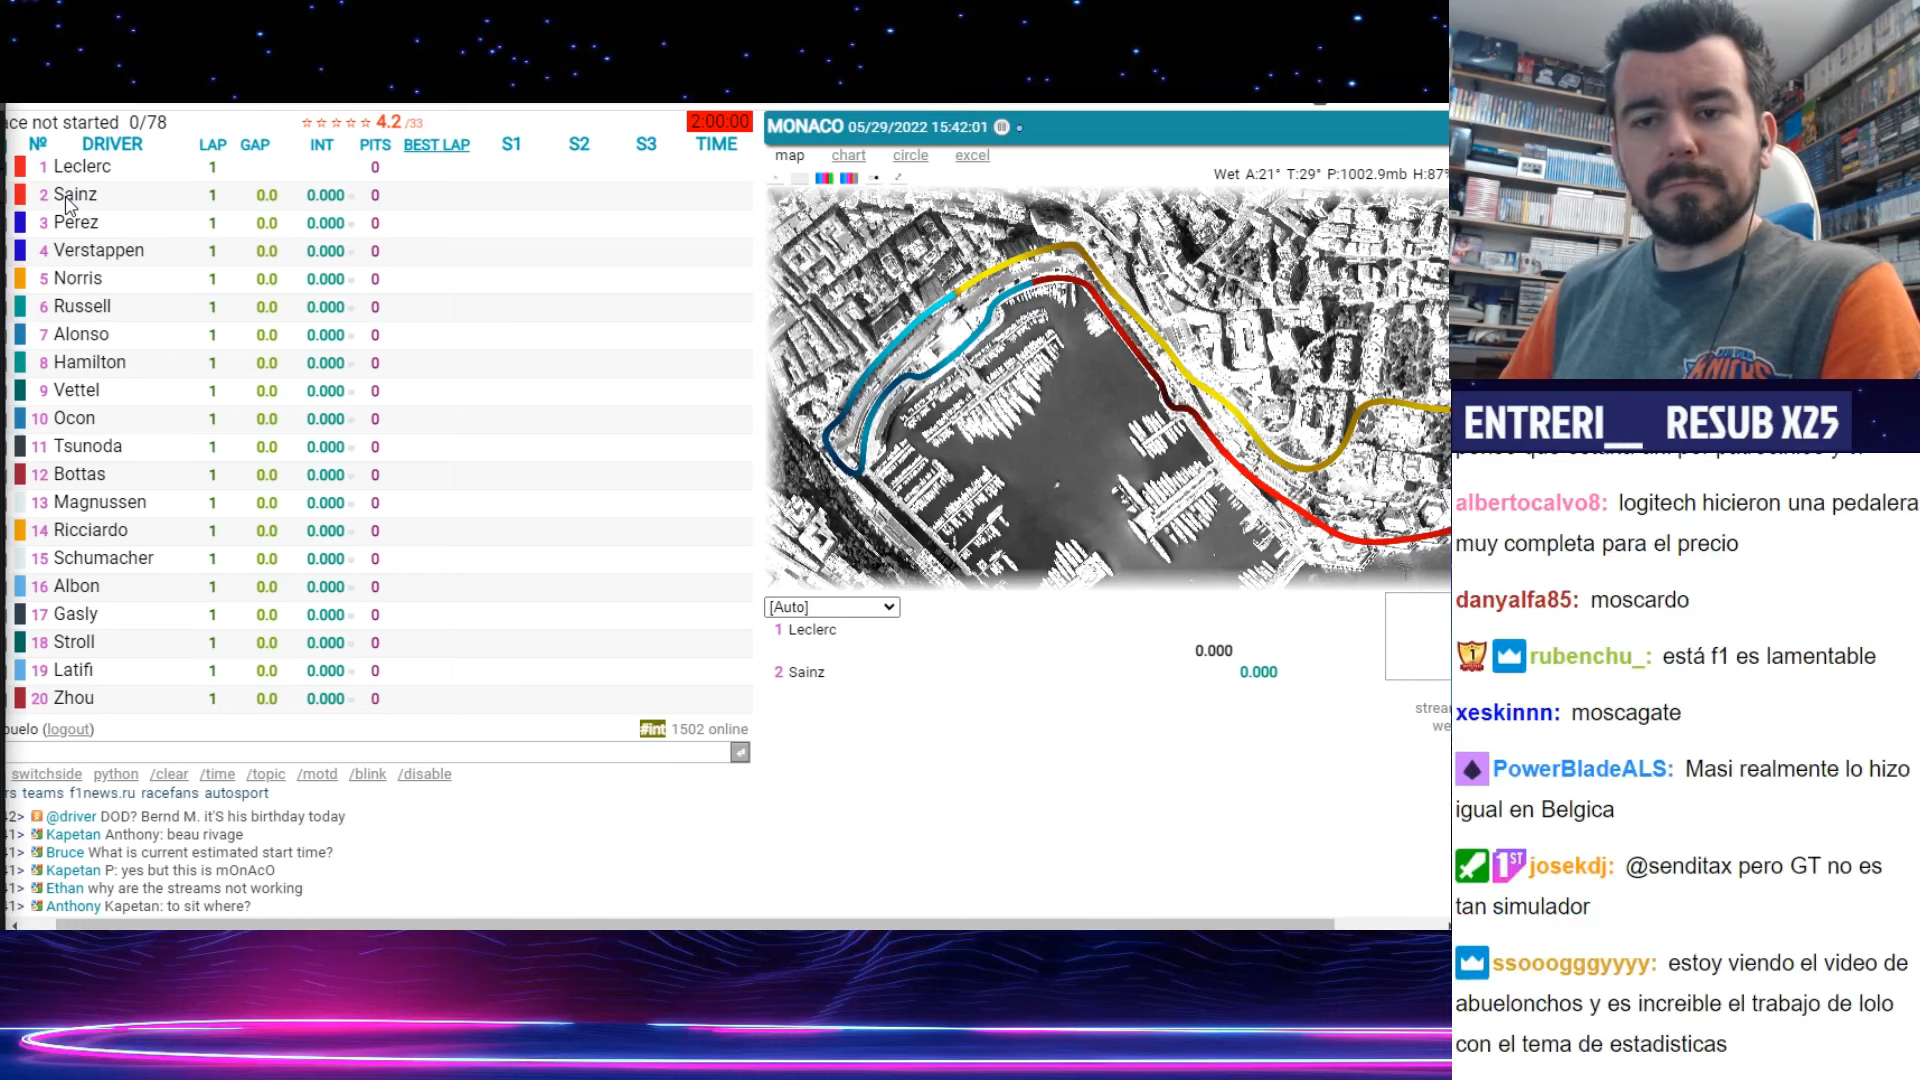 ace not started 0/78
☆☆☆☆☆ 4.2 /33
2:00:00
Nº DRIVER LAP GAP INT PITS BEST LAP S1 S2 S3 TIME
1 Leclerc 1 0
2 Sainz 1 0.0 0.000 0
3 Perez 1 0.0 0.000 0
4 Verstappen 1 0.0 0.000 0
5 Norris 1 0.0 0.000 0
6 Russell 1 0.0 0.000 0
7 Alonso 1 0.0 0.000 0
8 Hamilton 1 0.0 0.000 0
9 Vettel 1 0.0 0.000 0
10 Ocon 1 0.0 0.000 0
11 Tsunoda 1 0.0 0.000 0
12 Bottas 1 0.0 0.000 0
13 Magnussen 1 0.0 0.000 0
14 Ricciardo 1 0.0 0.000 0
15 Schumacher 1 0.0 0.000 0
16 Albon 1 0.0 0.000 0
17 Gasly 1 0.0 0.000 0
18 Stroll 1 0.0 0.000 0
19 Latifi 1 0.0 0.000 0
20 Zhou 1 0.0 0.000 0
buelo (logout)
#int 1502 online
switchside python /clear /time /topic /motd /blink /disable
rs teams f1news.ru racefans autosport
42> @driver DOD? Bernd M. it'S his birthday today
41> Kapetan Anthony: beau rivage
41> Bruce What is current estimated start time?
41> Kapetan P: yes but this is mOnAcO
41> Ethan why are the streams not working
41> Anthony Kapetan: to sit where?
MONACO 05/29/2022 15:42:01
map chart circle excel
Wet A:21° T:29° P:1002.9mb H:87%
[Auto]
1 Leclerc
0.000
2 Sainz
0.000
strea
we
KNICKS
ENTRERI__ RESUB X25
albertocalvo8: logitech hicieron una pedalera
muy completa para el precio
danyalfa85: moscardo
rubenchu_: está f1 es lamentable
xeskinnn: moscagate
PowerBladeALS: Masi realmente lo hizo
igual en Belgica
1ST josekdj: @senditax pero GT no es
tan simulador
ssooogggyyyy: estoy viendo el video de
abuelonchos y es increible el trabajo de lolo
con el tema de estadisticas